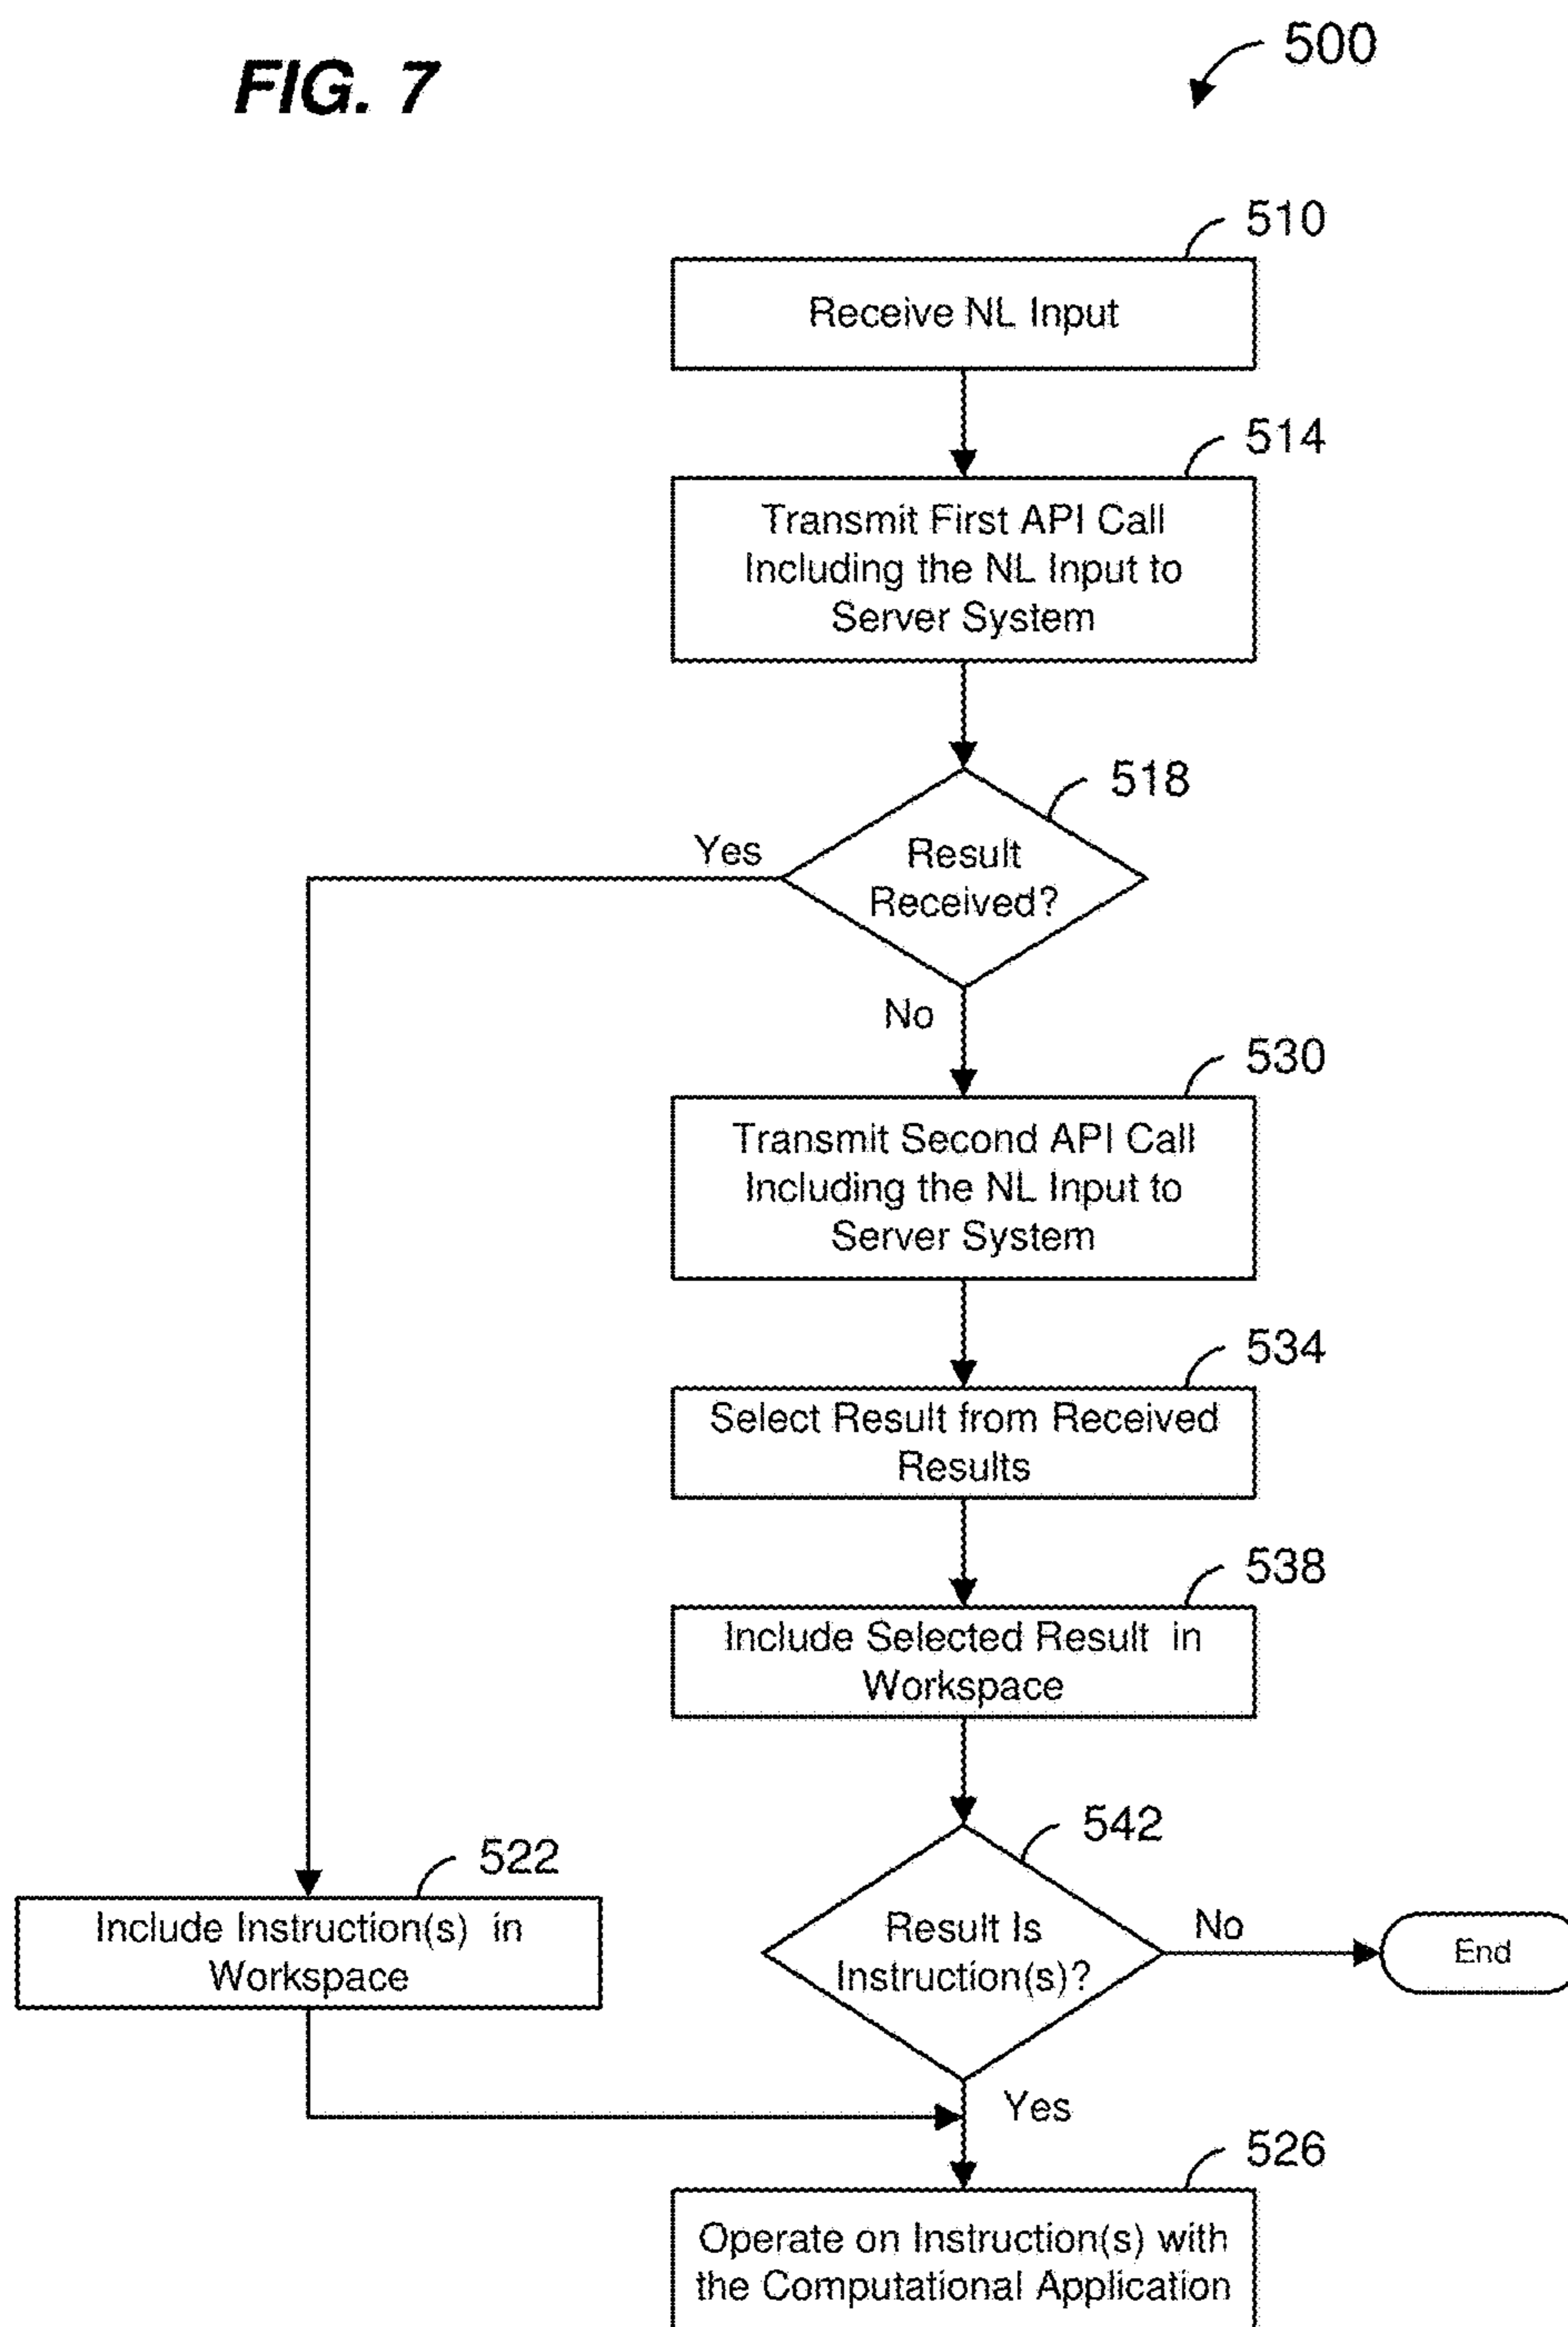 FIG. 7
500
510
Receive NL Input
514
Transmit First API Call
Including the NL Input to
Server System
518
Yes
Result
Received?
No
530
Transmit Second API Call
Including the NL Input to
Server System
534
Select Result from Received
Results
538
Include Selected Result in
Workspace
542
522
Include Instruction(s) in
Workspace
Result Is
Instruction(s)?
No
End
Yes
526
Operate on Instruction(s) with
the Computational Application